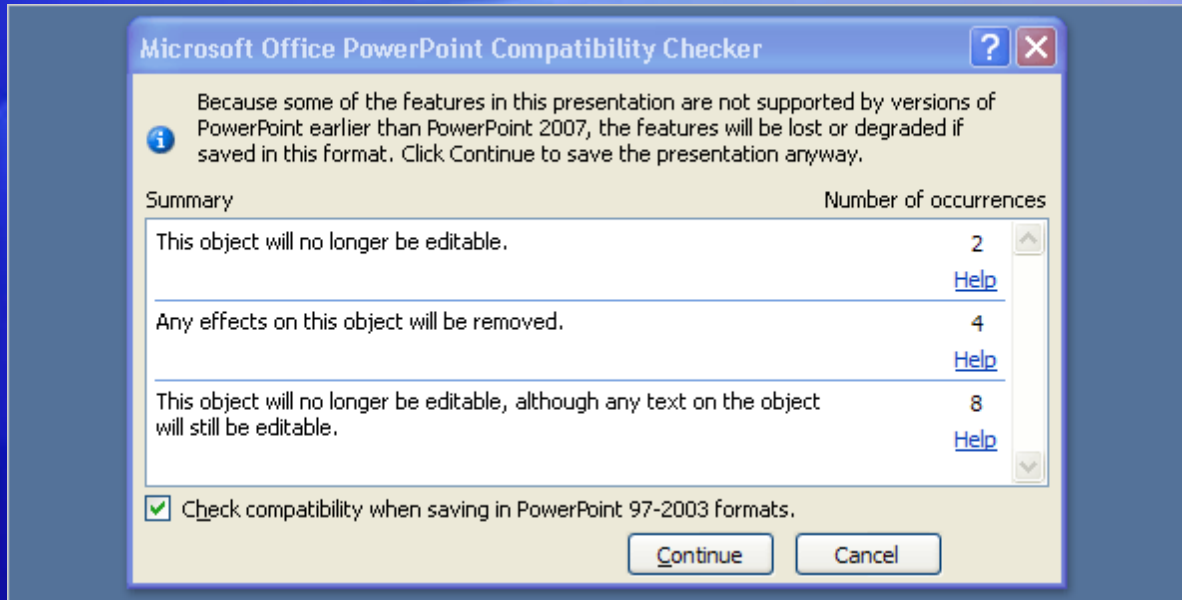 Microsoft Office PowerPoint Compatibility Checker
?
Because some of the features in this presentation are not supported by versions of
PowerPoint earlier than PowerPoint 2007, the features will be lost or degraded if
saved in this format. Click Continue to save the presentation anyway.
Summary Number of occurrences
This object will no longer be editable. 2
Help
Any effects on this object will be removed. 4
Help
This object will no longer be editable, although any text on the object 8
will still be editable.
Help
Check compatibility when saving in PowerPoint 97-2003 formats.
Continue Cancel